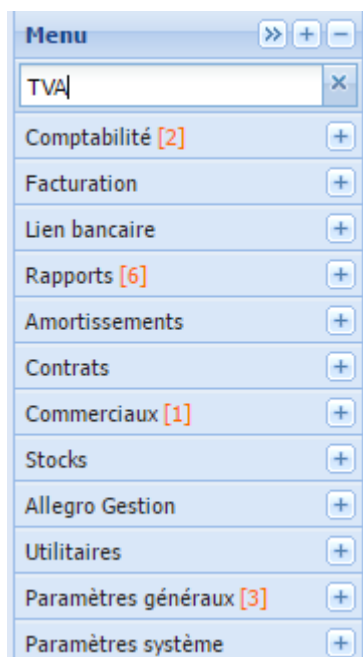 Menu
TVA
Comptabilité [2]
Facturation
Lien bancaire
Rapports [6]
Amortissements
Contrats
Commerciaux [1]
Stocks
Allegro Gestion
Utilitaires
Paramètres généraux [3]
Paramètres système